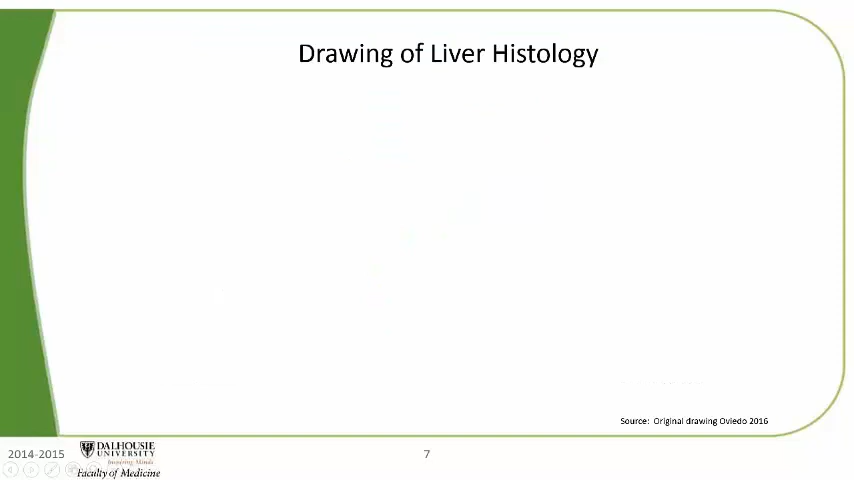 Drawing of Liver Histology
Source: Original drawing Oviedo 2016
2014-2015
DALHOUSIE
UNIVERSITY
Inspiring Minds
Faculty of Medicine
7